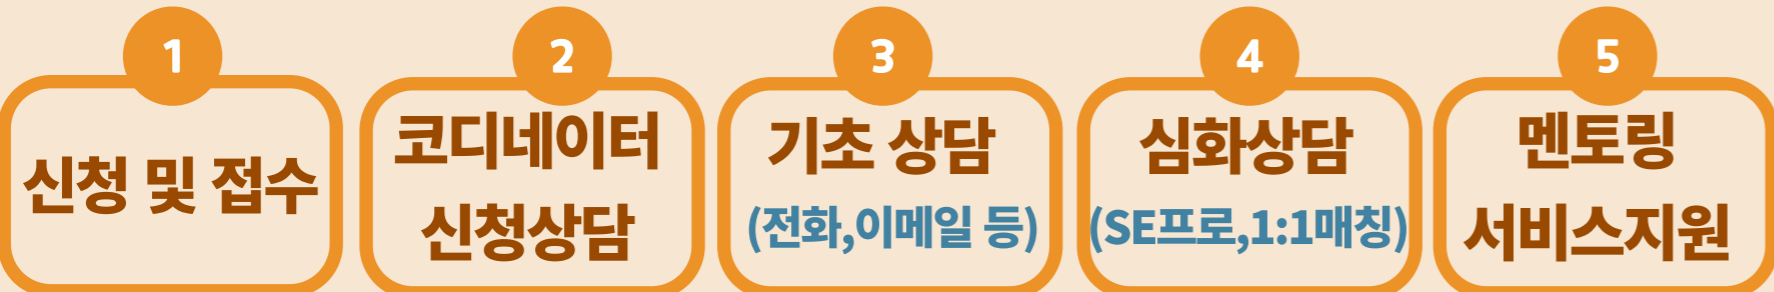 1
신청 및 접수
2
코디네이터
신청상담
3
기초 상담
(전화,이메일 등)
4
심화상담
(SE프로,1:1매칭)
5
멘토링
서비스지원